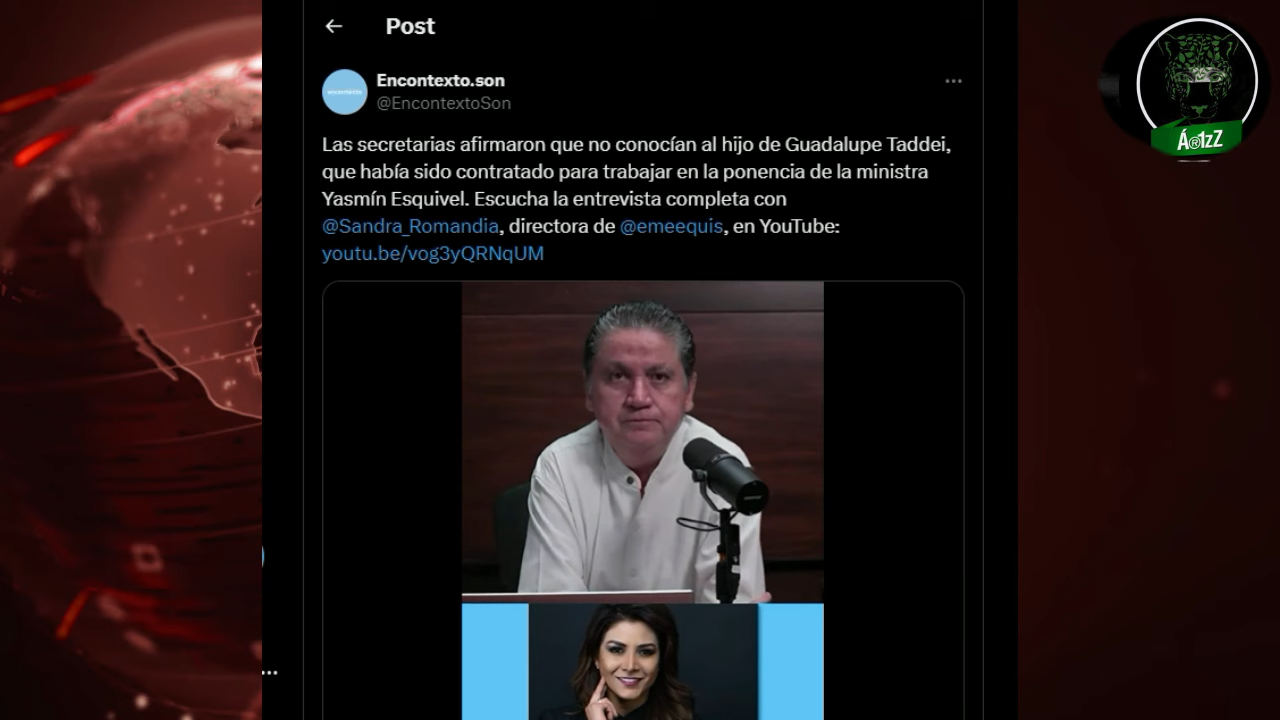 Post
Encontexto.son
@EncontextoSon
Las secretarias afirmaron que no conocían al hijo de Guadalupe Taddei,
que había sido contratado para trabajar en la ponencia de la ministra
Yasmín Esquivel. Escucha la entrevista completa con
@Sandra_Romandia, directora de @emeequis, en YouTube:
youtu.be/vog3yQRNqUM
Á®1zZ